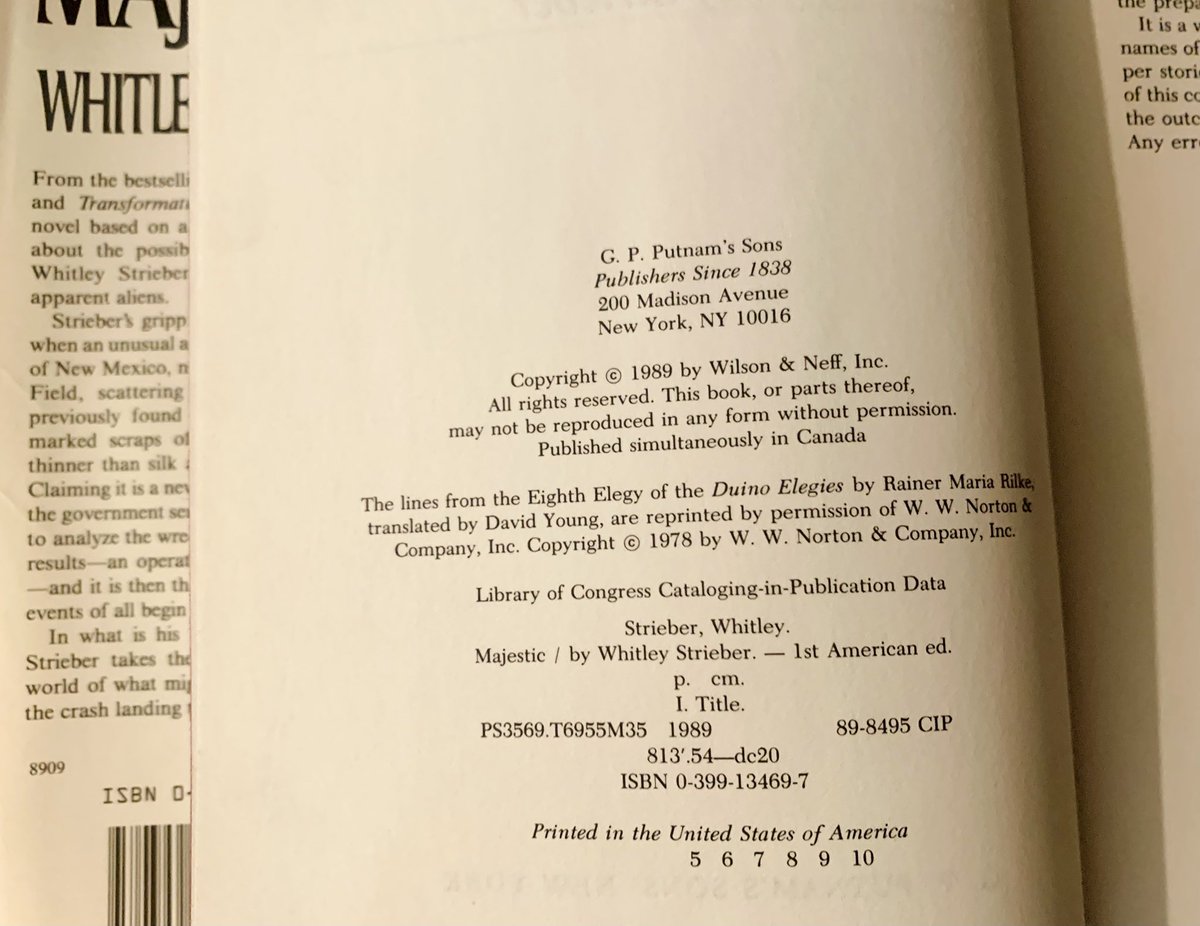 MAJ
WHITLE
From the bestselli
and Transformati
novel based on a
about the possib
Whitley Strieber
apparent aliens.
Strieber's gripp
when an unusual a
of New Mexico, n
Field, scattering
previously found
marked scraps of
thinner than silk
Claiming it is a nev
the government sei
to analyze the wre
results—an operat
—and it is then th
events of all begin
In what is his
Strieber takes the
world of what mig
the crash landing
8909
ISBN 0-
G. P. Putnam's Sons
Publishers Since 1838
200 Madison Avenue
New York, NY 10016
Copyright © 1989 by Wilson & Neff, Inc.
All rights reserved. This book, or parts thereof,
may not be reproduced in any form without permission.
Published simultaneously in Canada
The lines from the Eighth Elegy of the Duino Elegies by Rainer Maria Rilke,
translated by David Young, are reprinted by permission of W. W. Norton &
Company, Inc. Copyright © 1978 by W. W. Norton & Company, Inc.
Library of Congress Cataloging-in-Publication Data
Strieber, Whitley.
Majestic / by Whitley Strieber. — 1st American ed.
p. cm.
I. Title.
PS3569.T6955M35 1989 89-8495 CIP
813'.54—dc20
ISBN 0-399-13469-7
Printed in the United States of America
5 6 7 8 9 10
the prepa
It is a v
names of
per stori
of this co
the outc
Any erro